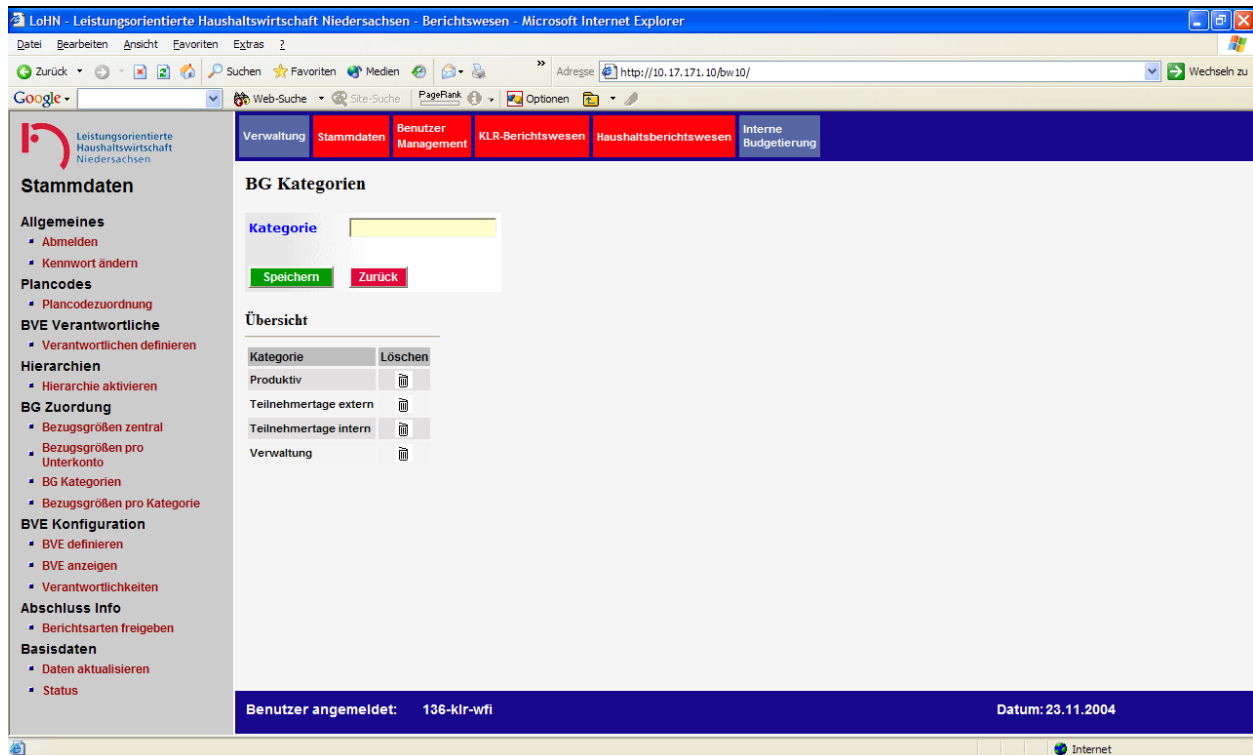 LoHN - Leistungsorientierte Haushaltswirtschaft Niedersachsen - Berichtswesen - Microsoft Internet Explorer
Datei Bearbeiten Ansicht Favoriten Extras ?
Zurück Suchen Favoriten Medien » Adresse http://10.17.171.10/bw10/ Wechseln zu
Google Web-Suche Site-Suche PageRank Optionen
Leistungsorientierte
Haushaltswirtschaft
Niedersachsen
Verwaltung
Stammdaten
Benutzer
Management
KLR-Berichtswesen
Haushaltsberichtswesen
Interne
Budgetierung
Stammdaten
Allgemeines
Abmelden
Kennwort ändern
Plancodes
Plancodezuordnung
BVE Verantwortliche
Verantwortlichen definieren
Hierarchien
Hierarchie aktivieren
BG Zuordung
Bezugsgrößen zentral
Bezugsgrößen pro
Unterkonto
BG Kategorien
Bezugsgrößen pro Kategorie
BVE Konfiguration
BVE definieren
BVE anzeigen
Verantwortlichkeiten
Abschluss Info
Berichtsarten freigeben
Basisdaten
Daten aktualisieren
Status
BG Kategorien
Kategorie
Speichern Zurück
Übersicht
Kategorie Löschen
Produktiv
Teilnehmertage extern
Teilnehmertage intern
Verwaltung
Benutzer angemeldet: 136-klr-wfi Datum: 23.11.2004
Internet